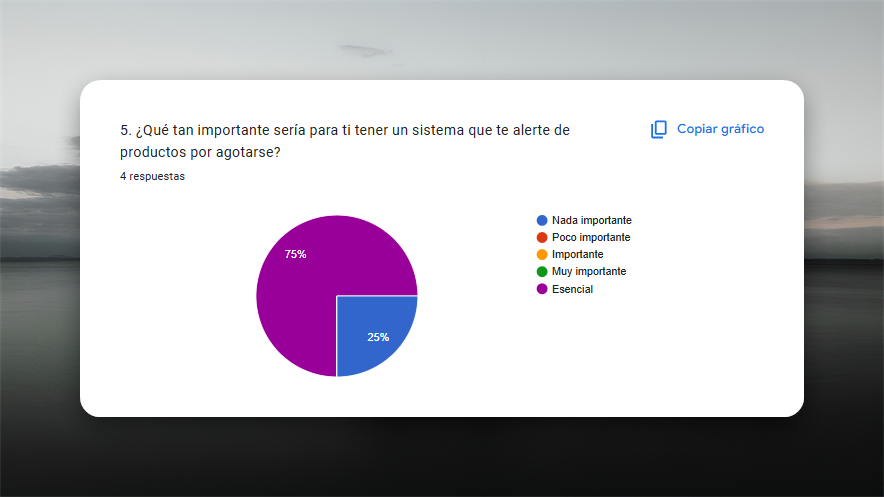 5. ¿Qué tan importante sería para ti tener un sistema que te alerte de
productos por agotarse?
Copiar gráfico
4 respuestas
75%
25%
Nada importante
Poco importante
Importante
Muy importante
Esencial